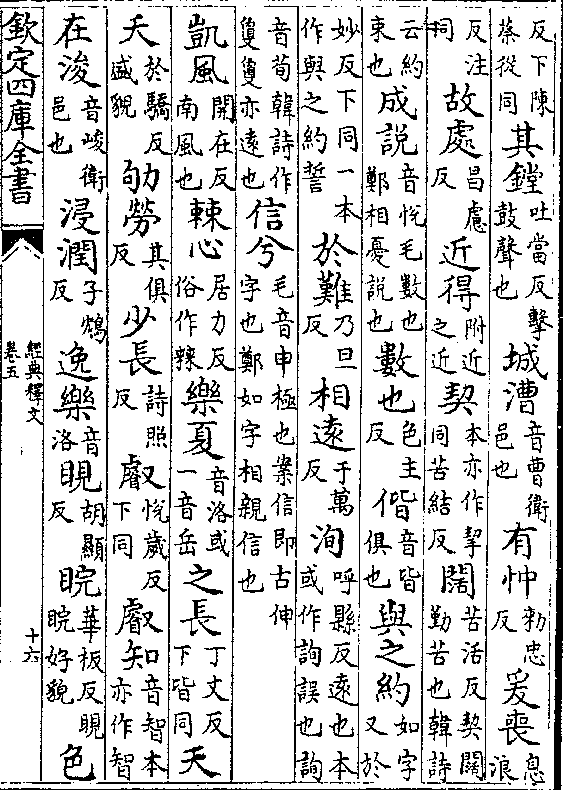 反下陳蔡從同其鏜吐當反擊鼓聲也城漕音曹衛邑也有忡勑忠反爰喪息浪
反注同故處昌慮反近得附近之近契本亦作挈同苦結反闊苦活反契闊勤苦也韓詩
云約束也成説音悅毛數也鄭相憂説也數也色主反偕音皆俱也與之約如字又於
妙反下同一本作與之約誓於難乃旦反相遠于萬反洵呼縣反遠也本或作詢誤也詢
音荀韓詩作敻敻亦遠也信兮毛音申極也案信即古伸字也鄭如字相親信也
凱風開在反南風也棘心居力反俗作𣗥樂夏音洛或一音岳之長丁丈反下皆同夭
夭於驕反盛貌劬勞其俱反少長詩照反叡悅歲反下同叡知音智本亦作智
在浚音峻衛邑也浸潤子鴆反逸樂音洛睍胡顯反睆華板反睍睆好貌色
欽定四庫全書
經典釋文
卷五
十六